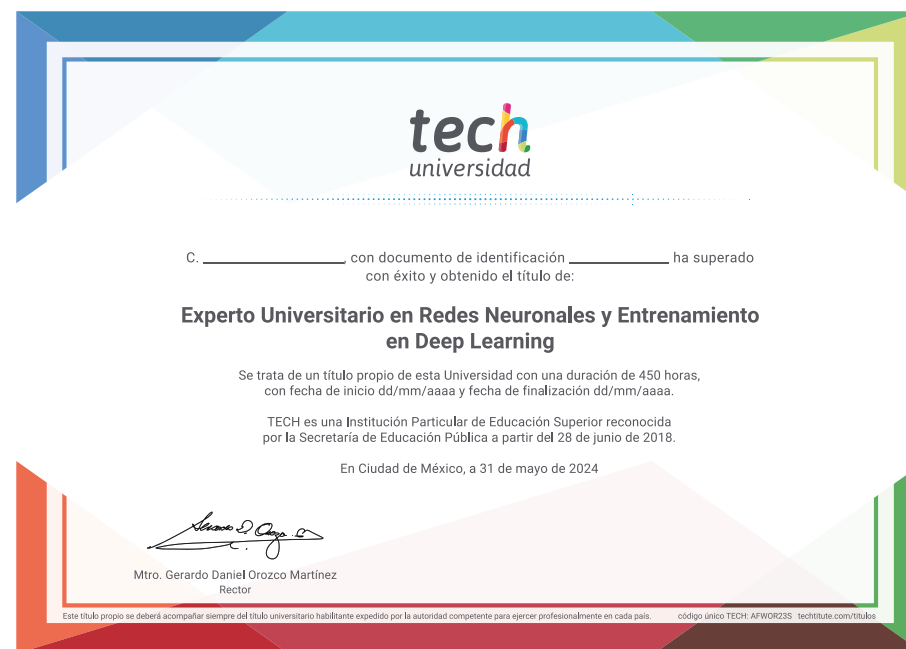 tech
universidad
C. ____________, con documento de identificación ____________ ha superado
con éxito y obtenido el título de:
Experto Universitario en Redes Neuronales y Entrenamiento
en Deep Learning
Se trata de un título propio de esta Universidad con una duración de 450 horas,
con fecha de inicio dd/mm/aaaa y fecha de finalización dd/mm/aaaa.
TECH es una Institución Particular de Educación Superior reconocida
por la Secretaría de Educación Pública a partir del 28 de junio de 2018.
En Ciudad de México, a 31 de mayo de 2024
Mtro. Gerardo Daniel Orozco Martínez
Rector
Este título propio se deberá acompañar siempre del título universitario habilitante expedido por la autoridad competente para ejercer profesionalmente en cada país. código único TECH: AFWOR23S techtitute.com/titulos